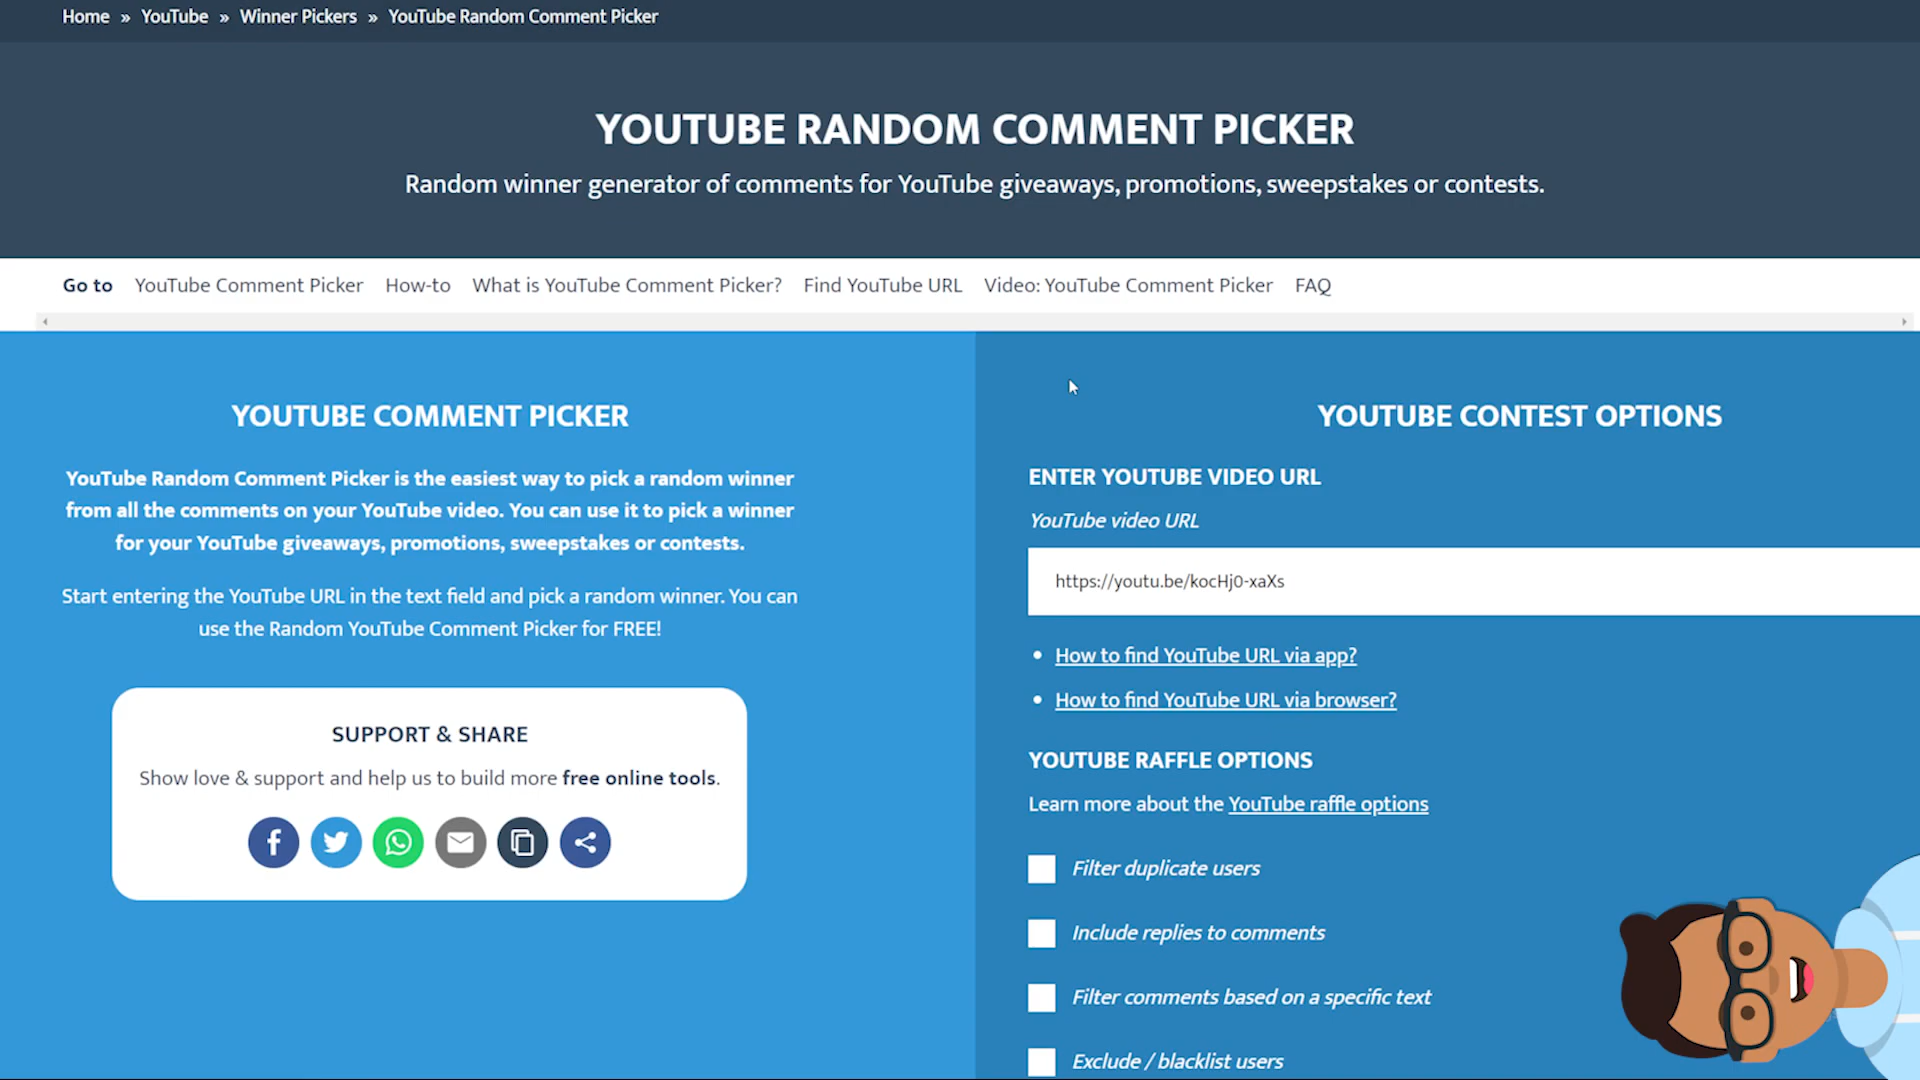 Home » YouTube » Winner Pickers » YouTube Random Comment Picker
YOUTUBE RANDOM COMMENT PICKER
Random winner generator of comments for YouTube giveaways, promotions, sweepstakes or contests.
Go to YouTube Comment Picker How-to What is YouTube Comment Picker? Find YouTube URL Video: YouTube Comment Picker FAQ
YOUTUBE COMMENT PICKER
YouTube Random Comment Picker is the easiest way to pick a random winner
from all the comments on your YouTube video. You can use it to pick a winner
for your YouTube giveaways, promotions, sweepstakes or contests.
Start entering the YouTube URL in the text field and pick a random winner. You can
use the Random YouTube Comment Picker for FREE!
SUPPORT & SHARE
Show love & support and help us to build more free online tools.
YOUTUBE CONTEST OPTIONS
ENTER YOUTUBE VIDEO URL
YouTube video URL
https://youtu.be/kocHj0-xaXs
• How to find YouTube URL via app?
• How to find YouTube URL via browser?
YOUTUBE RAFFLE OPTIONS
Learn more about the YouTube raffle options
Filter duplicate users
Include replies to comments
Filter comments based on a specific text
Exclude / blacklist users